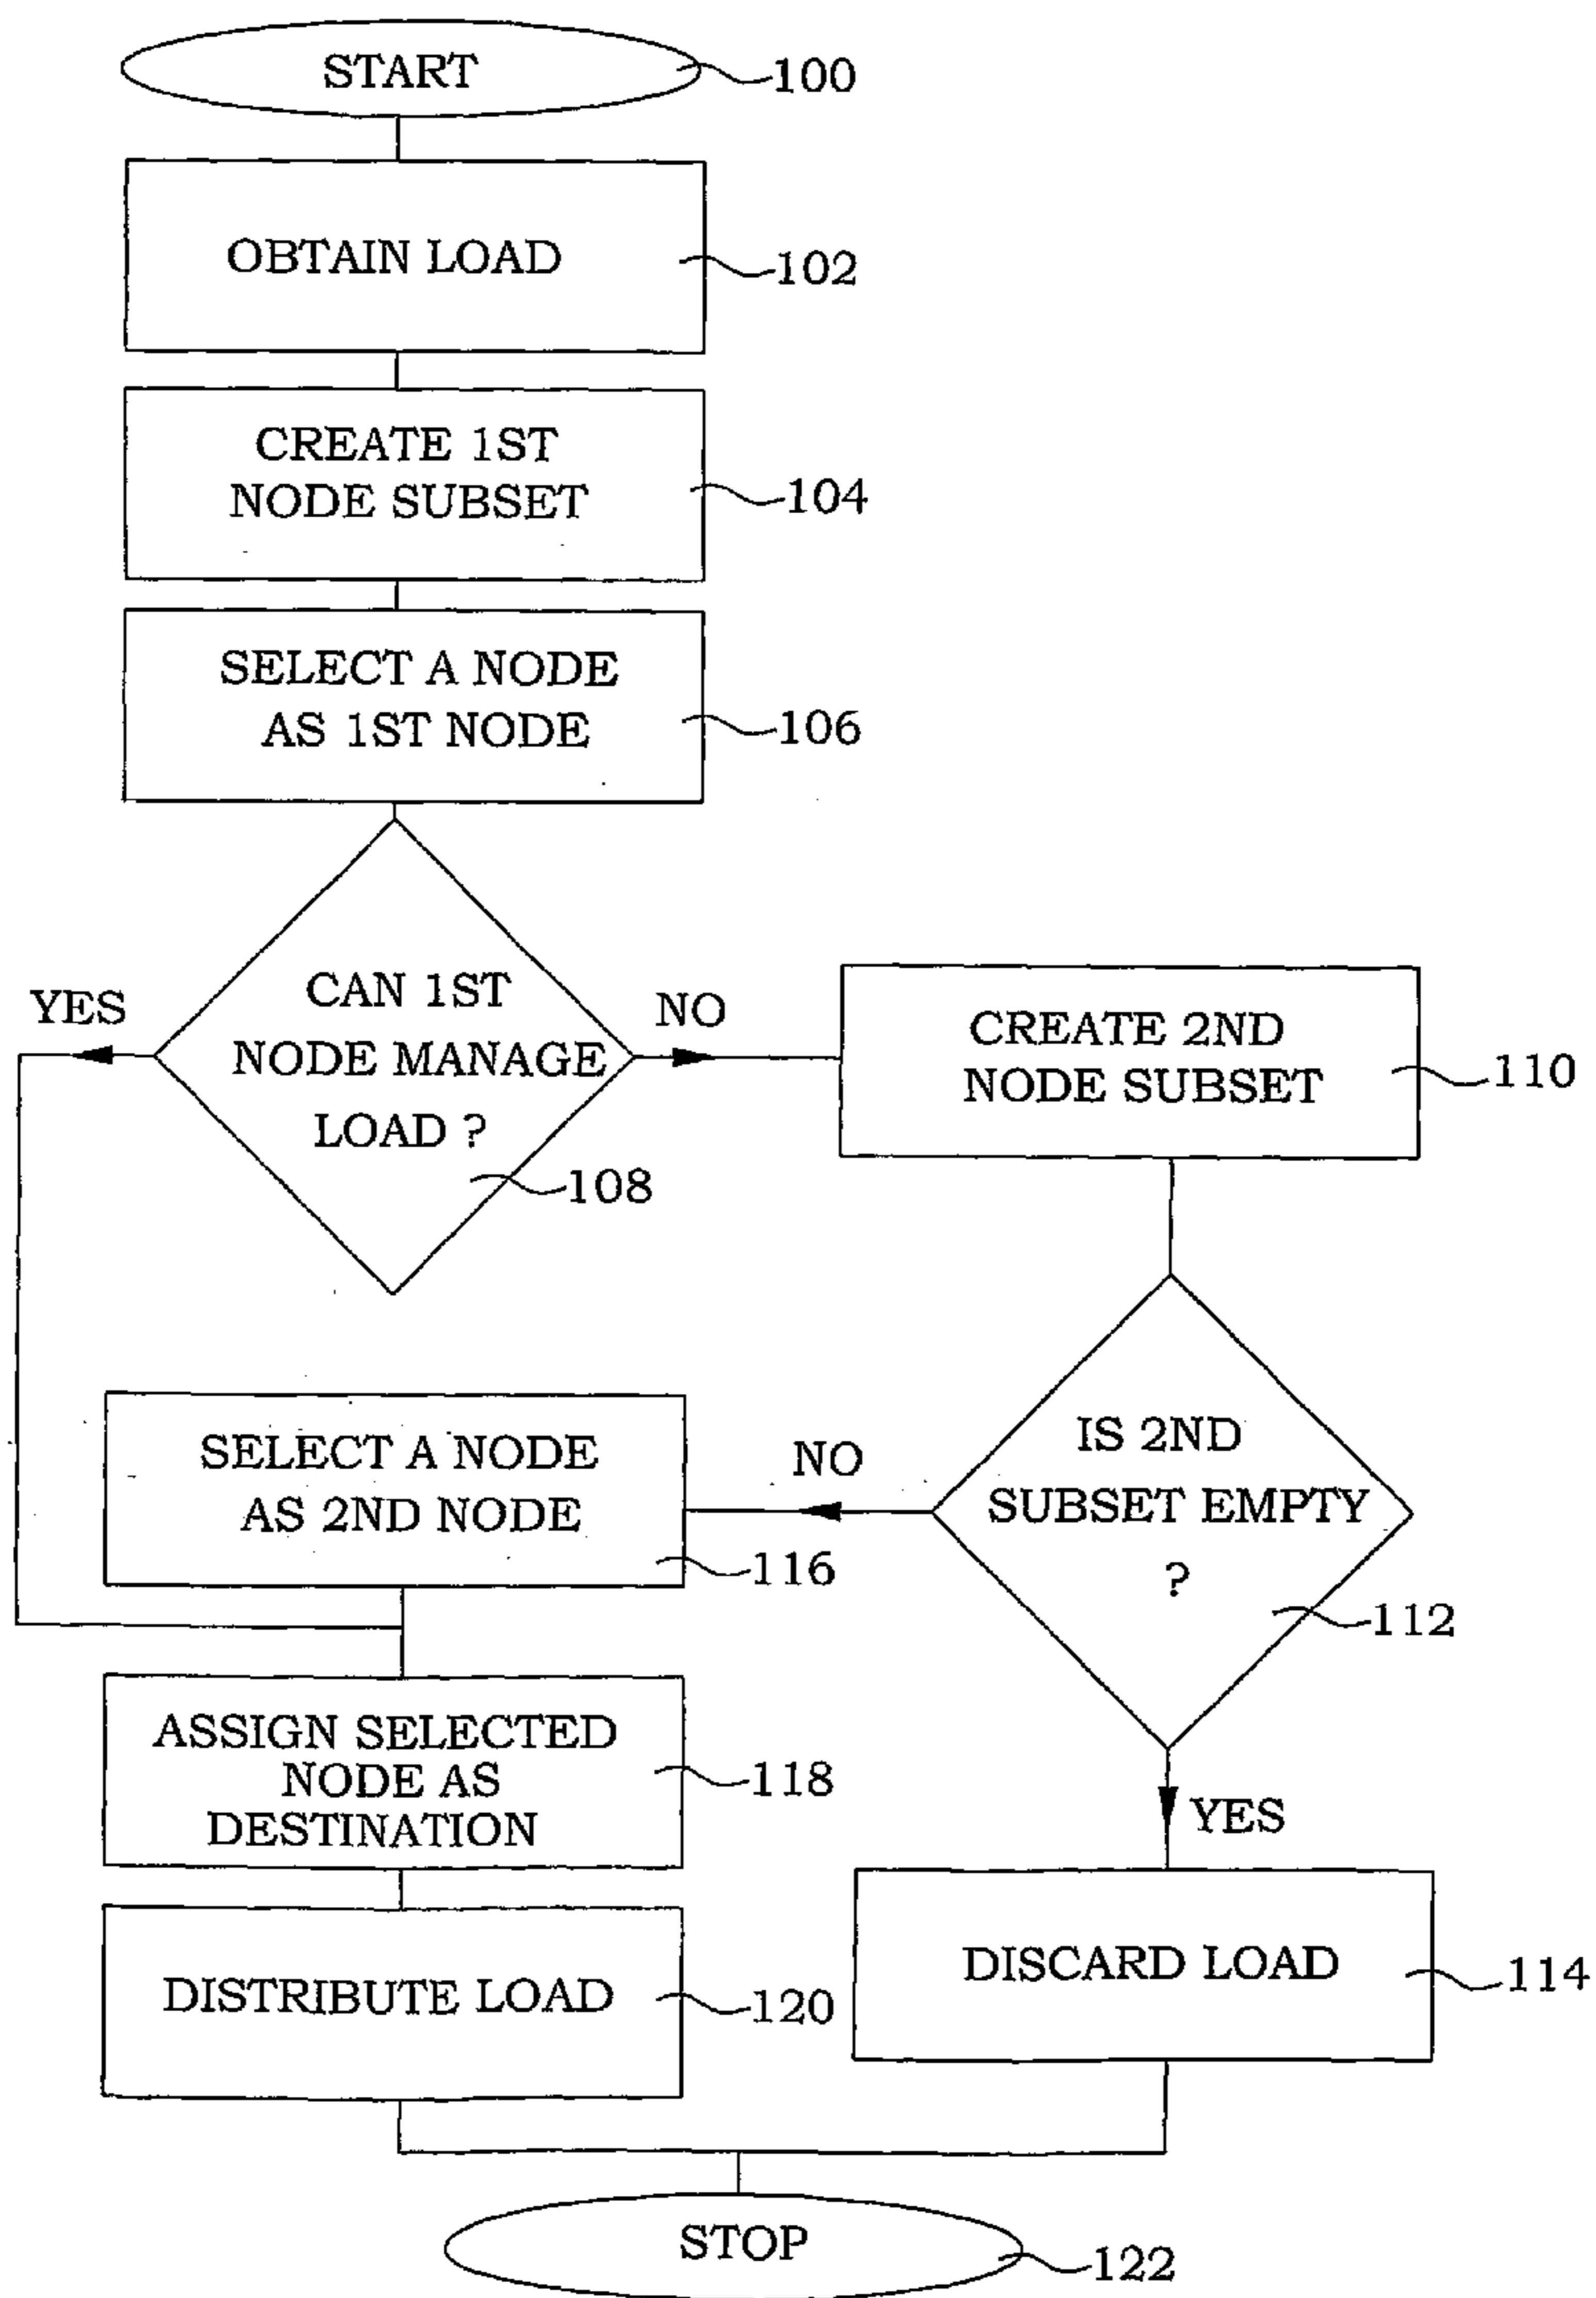 START
100
OBTAIN LOAD
102
CREATE 1ST
NODE SUBSET
104
SELECT A NODE
AS 1ST NODE
106
CAN 1ST
NODE MANAGE
LOAD ?
108
YES
NO
CREATE 2ND
NODE SUBSET
110
IS 2ND
SUBSET EMPTY
?
112
NO
YES
SELECT A NODE
AS 2ND NODE
116
ASSIGN SELECTED
NODE AS
DESTINATION
118
DISTRIBUTE LOAD
120
DISCARD LOAD
114
STOP
122